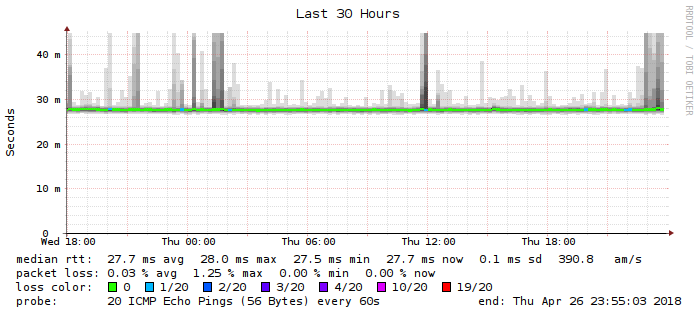 Last 30 Hours
RRDTOOL / TOBI OETIKER
Seconds
40 m
30 m
20 m
10 m
0
Wed 18:00 Thu 00:00 Thu 06:00 Thu 12:00 Thu 18:00
median rtt: 27.7 ms avg 28.0 ms max 27.5 ms min 27.7 ms now 0.1 ms sd 390.8 am/s
packet loss: 0.03 % avg 1.25 % max 0.00 % min 0.00 % now
loss color: 0 1/20 2/20 3/20 4/20 10/20 19/20
probe: 20 ICMP Echo Pings (56 Bytes) every 60s end: Thu Apr 26 23:55:03 2018